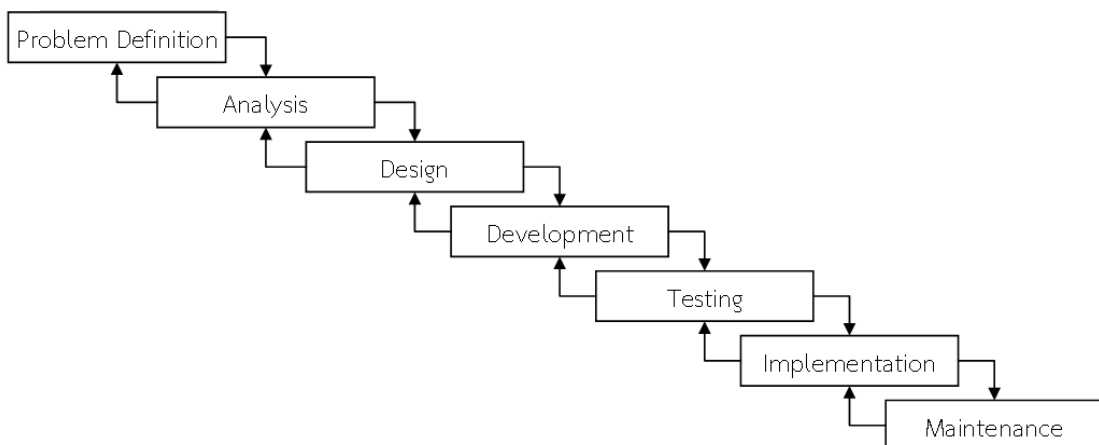 Problem Definition
Analysis
Design
Development
Testing
Implementation
Maintenance